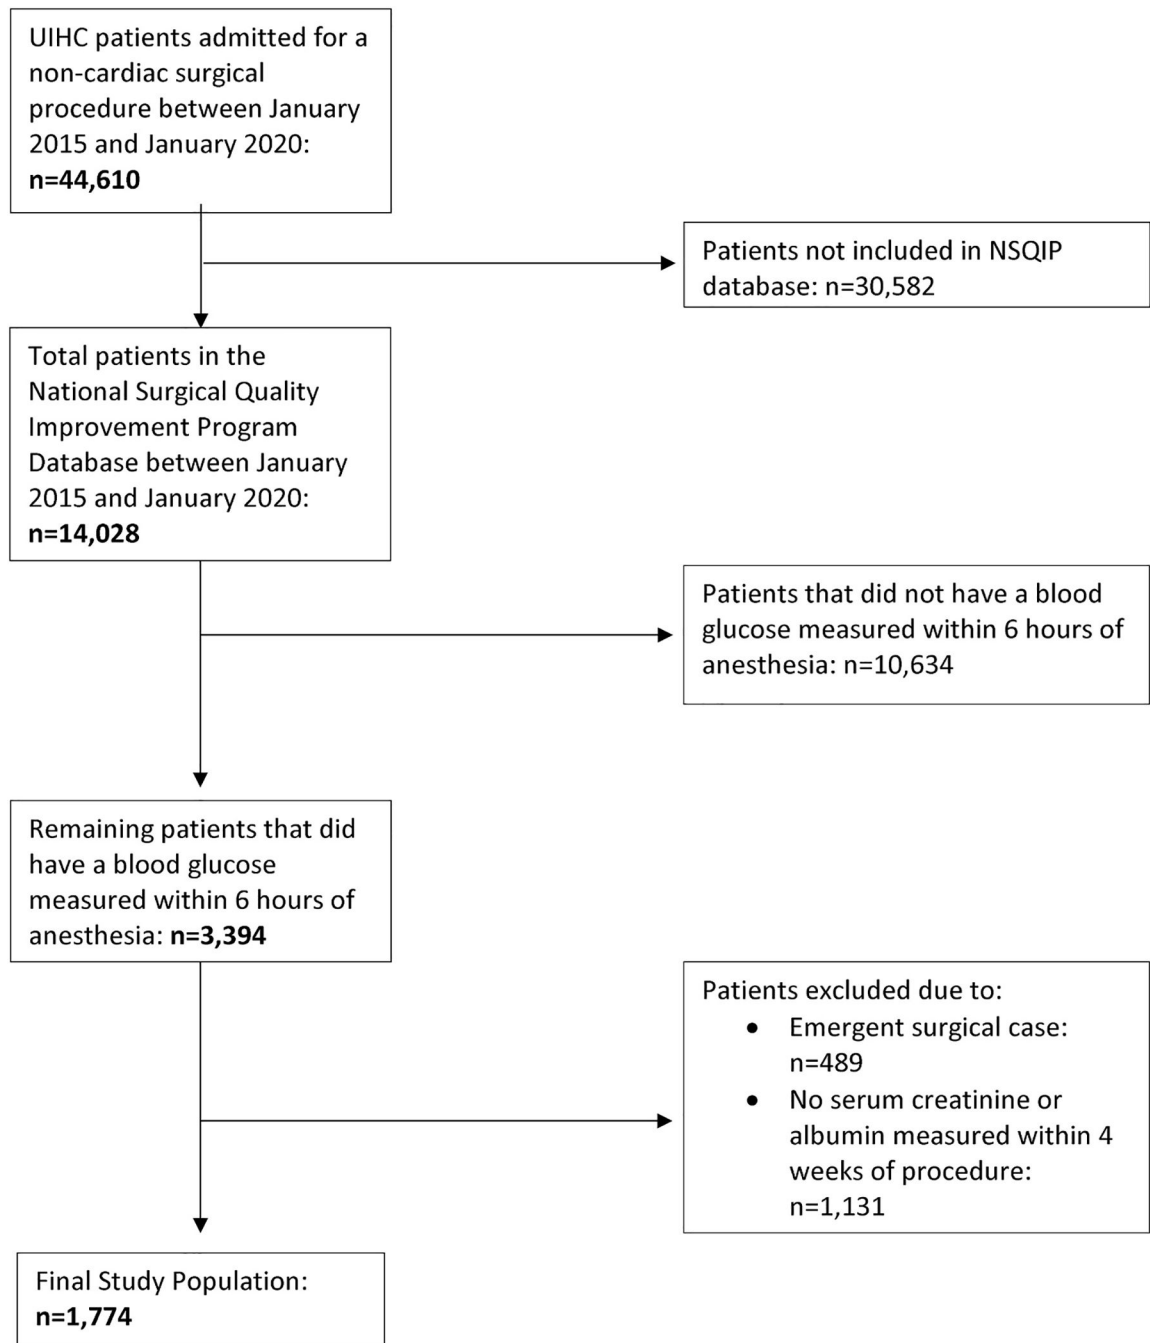 UIHC patients admitted for a
non-cardiac surgical
procedure between January
2015 and January 2020:
n=44,610
Patients not included in NSQIP
database: n=30,582
Total patients in the
National Surgical Quality
Improvement Program
Database between January
2015 and January 2020:
n=14,028
Patients that did not have a blood
glucose measured within 6 hours of
anesthesia: n=10,634
Remaining patients that did
have a blood glucose
measured within 6 hours of
anesthesia: n=3,394
Patients excluded due to:
• Emergent surgical case:
n=489
• No serum creatinine or
albumin measured within 4
weeks of procedure:
n=1,131
Final Study Population:
n=1,774